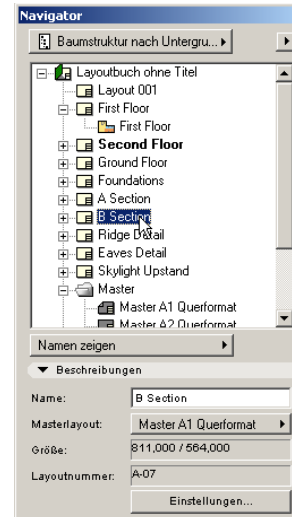 Navigator
Baumstruktur nach Untergru...
Layoutbuch ohne Titel
Layout 001
First Floor
First Floor
Second Floor
Ground Floor
Foundations
A Section
B Section
Ridge Detail
Eaves Detail
Skylight Upstand
Master
Master A1 Querformat
Master A2 Querformat
Namen zeigen
Beschreibungen
Name: B Section
Masterlayout: Master A1 Querformat
Größe: 811,000 / 564,000
Layoutnummer: A-07
Einstellungen...